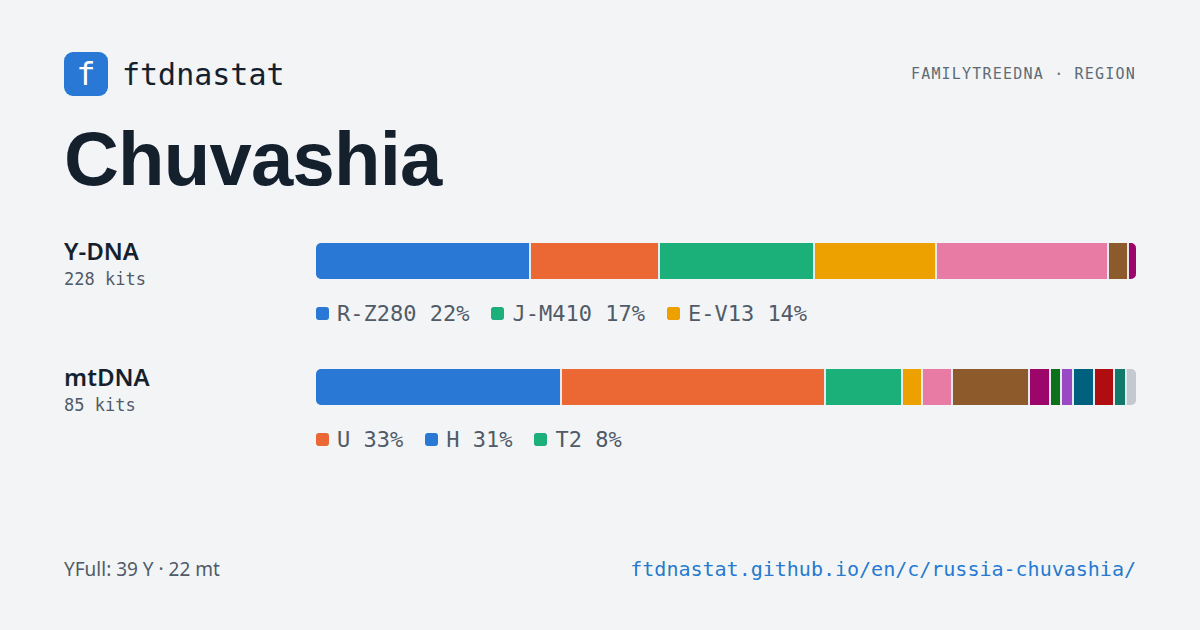 f ftdnastat
FAMILYTREEDNA · REGION
Chuvashia
Y-DNA
228 kits
R-Z280 22% J-M410 17% E-V13 14%
mtDNA
85 kits
U 33% H 31% T2 8%
YFull: 39 Y · 22 mt
ftdnastat.github.io/en/c/russia-chuvashia/